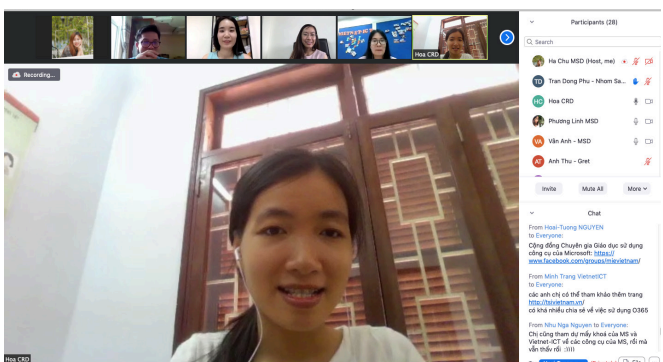 Hoa CRD
Recording...
Hoa CRD
Participants (28)
Search
Ha Chu MSD (Host, me)
TD Tran Dong Phu - Nhom Sa...
HC Hoa CRD
Phương Linh MSD
VA Vân Anh - MSD
AT Anh Thu - Gret
Invite Mute All More
Chat
From Hoai-Tuong NGUYEN
to Everyone:
Cộng đồng Chuyên gia Giáo dục sử dụng
công cụ của Microsoft: https://
www.facebook.com/groups/mievietnam/
From Minh Trang VietnetICT
to Everyone:
các anh chị có thể tham khảo thêm trang
http://tsivietnam.vn/
có khá nhiều chia sẻ về việc sử dụng O365
From Nhu Nga Nguyen to Everyone:
Chị cũng tham dự mấy khoá của MS và
Vietnet-ICT về các công cụ của MS, rồi mà
vẫn thấy rối :))))